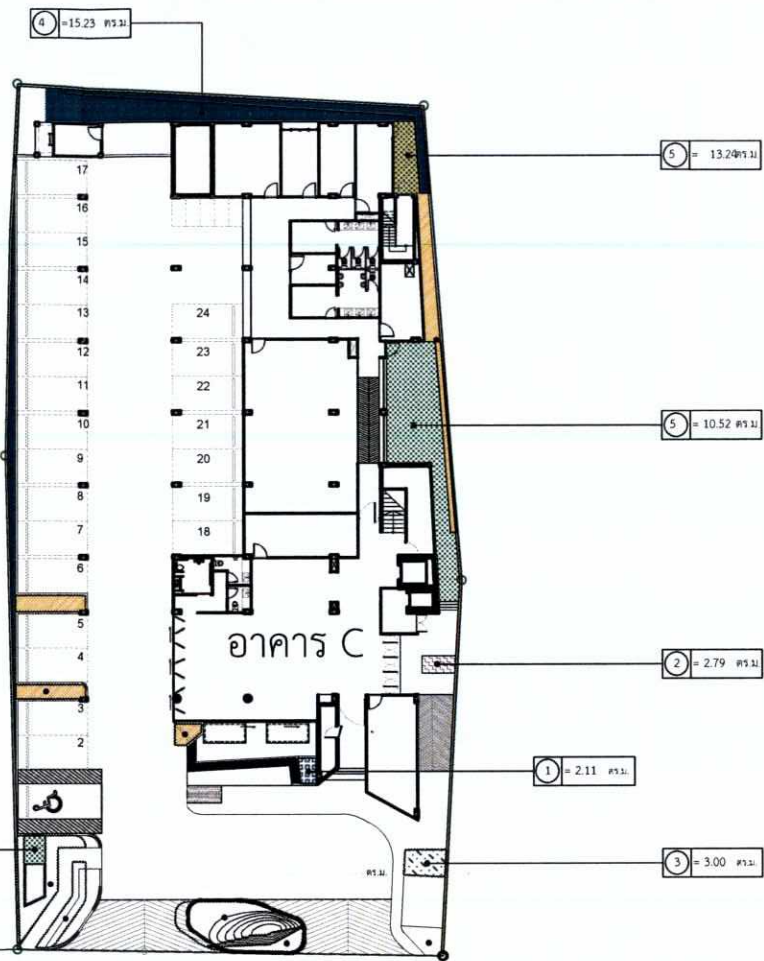 4 =15.23 ตร.ม.
5 = 13.24ตร.ม
17
16
15
14
13
24
12
23
11
22
10
21
5 = 10.52 ตร.ม.
9
20
8
19
7
18
6
5
อาคาร C
4
2 = 2.79 ตร.ม.
3
2
1 = 2.11 ตร.ม.
ตร.ม.
3 = 3.00 ตร.ม.